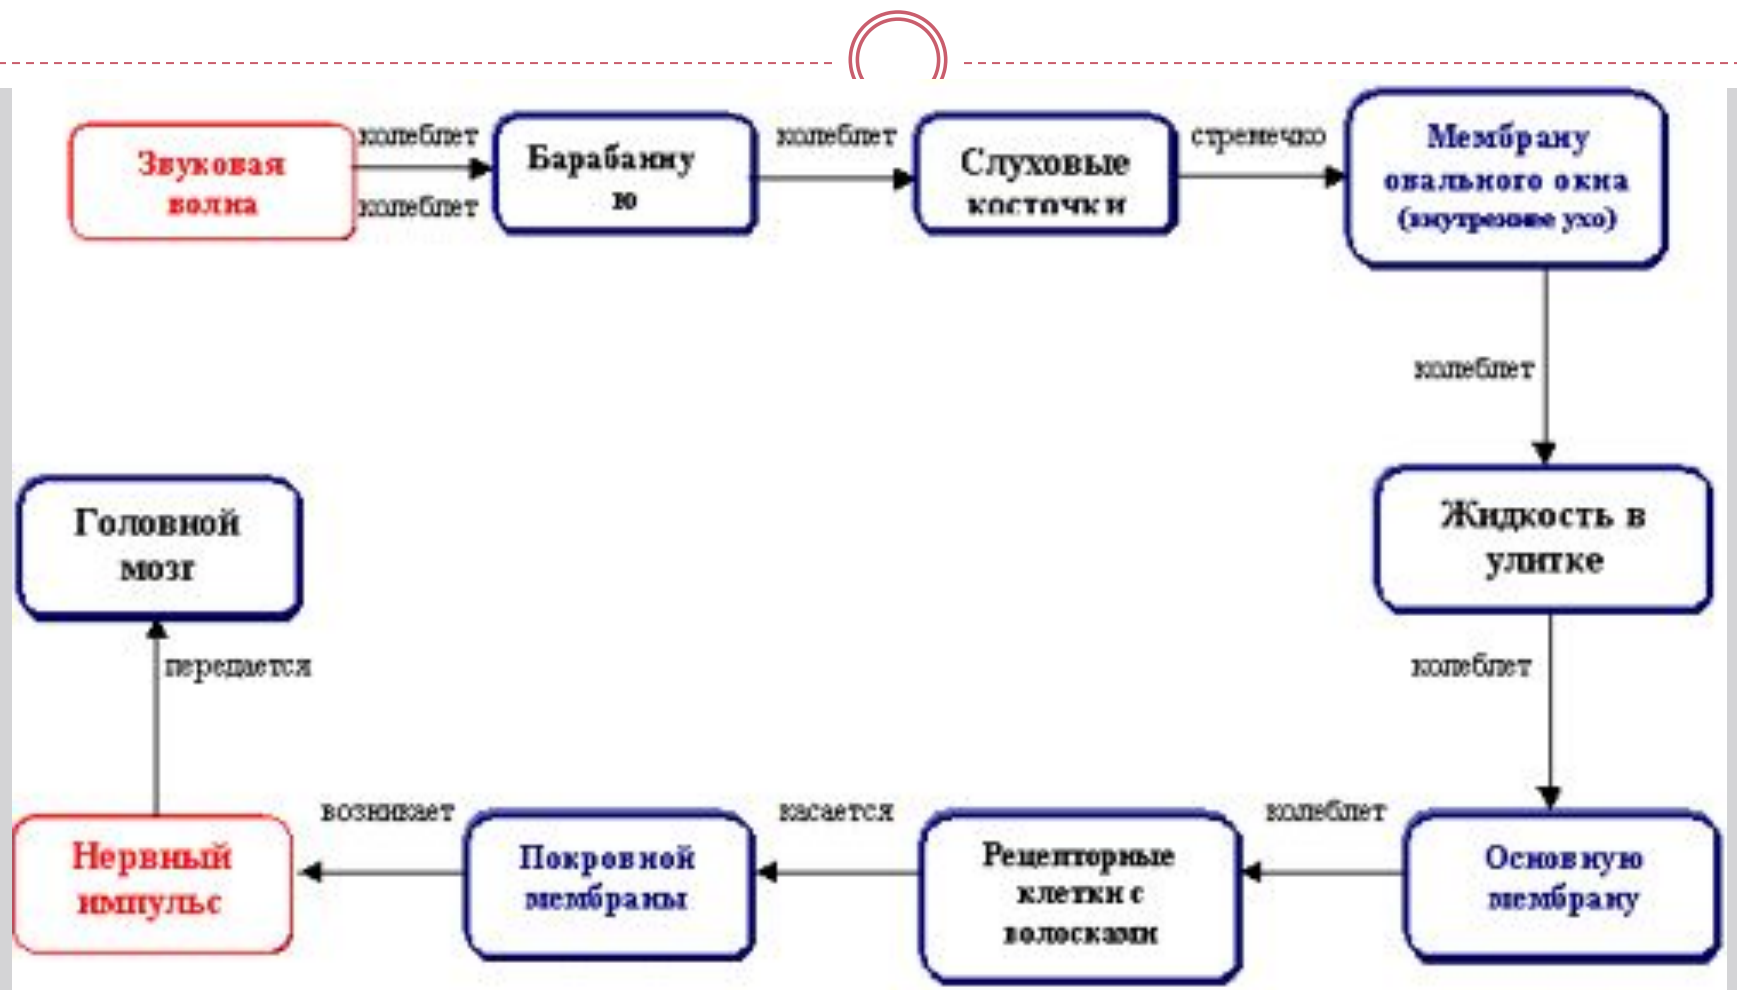 Звуковая
волна
колеблет
колеблет
Барабанну
ю
колеблет
Слуховые
косточки
стремечко
Мембрану
овального окна
(внутреннее ухо)
колеблет
Жидкость в
улитке
колеблет
Основную
мембрану
колеблет
Рецепторные
клетки с
волосками
касается
Покровной
мембраны
возникает
Нервный
импульс
передается
Головной
мозг